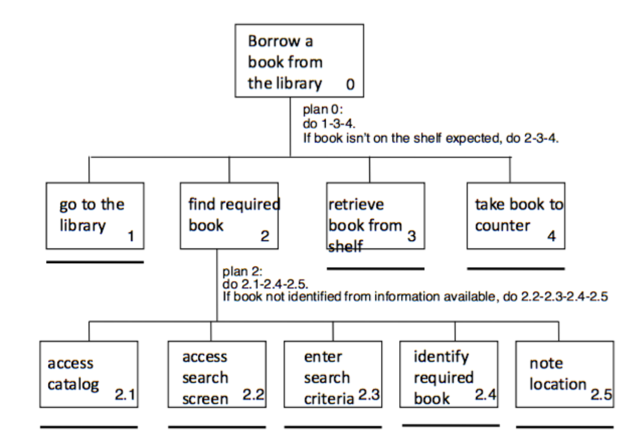 Borrow a
book from
the library 0
plan 0:
do 1-3-4.
If book isn't on the shelf expected, do 2-3-4.
go to the
library 1
find required
book 2
retrieve
book from 3
shelf
take book to
counter 4
plan 2:
do 2.1-2.4-2.5.
If book not identified from information available, do 2.2-2.3-2.4-2.5
access
catalog 2.1
access
search
screen 2.2
enter
search
criteria 2.3
identify
required
book 2.4
note
location 2.5